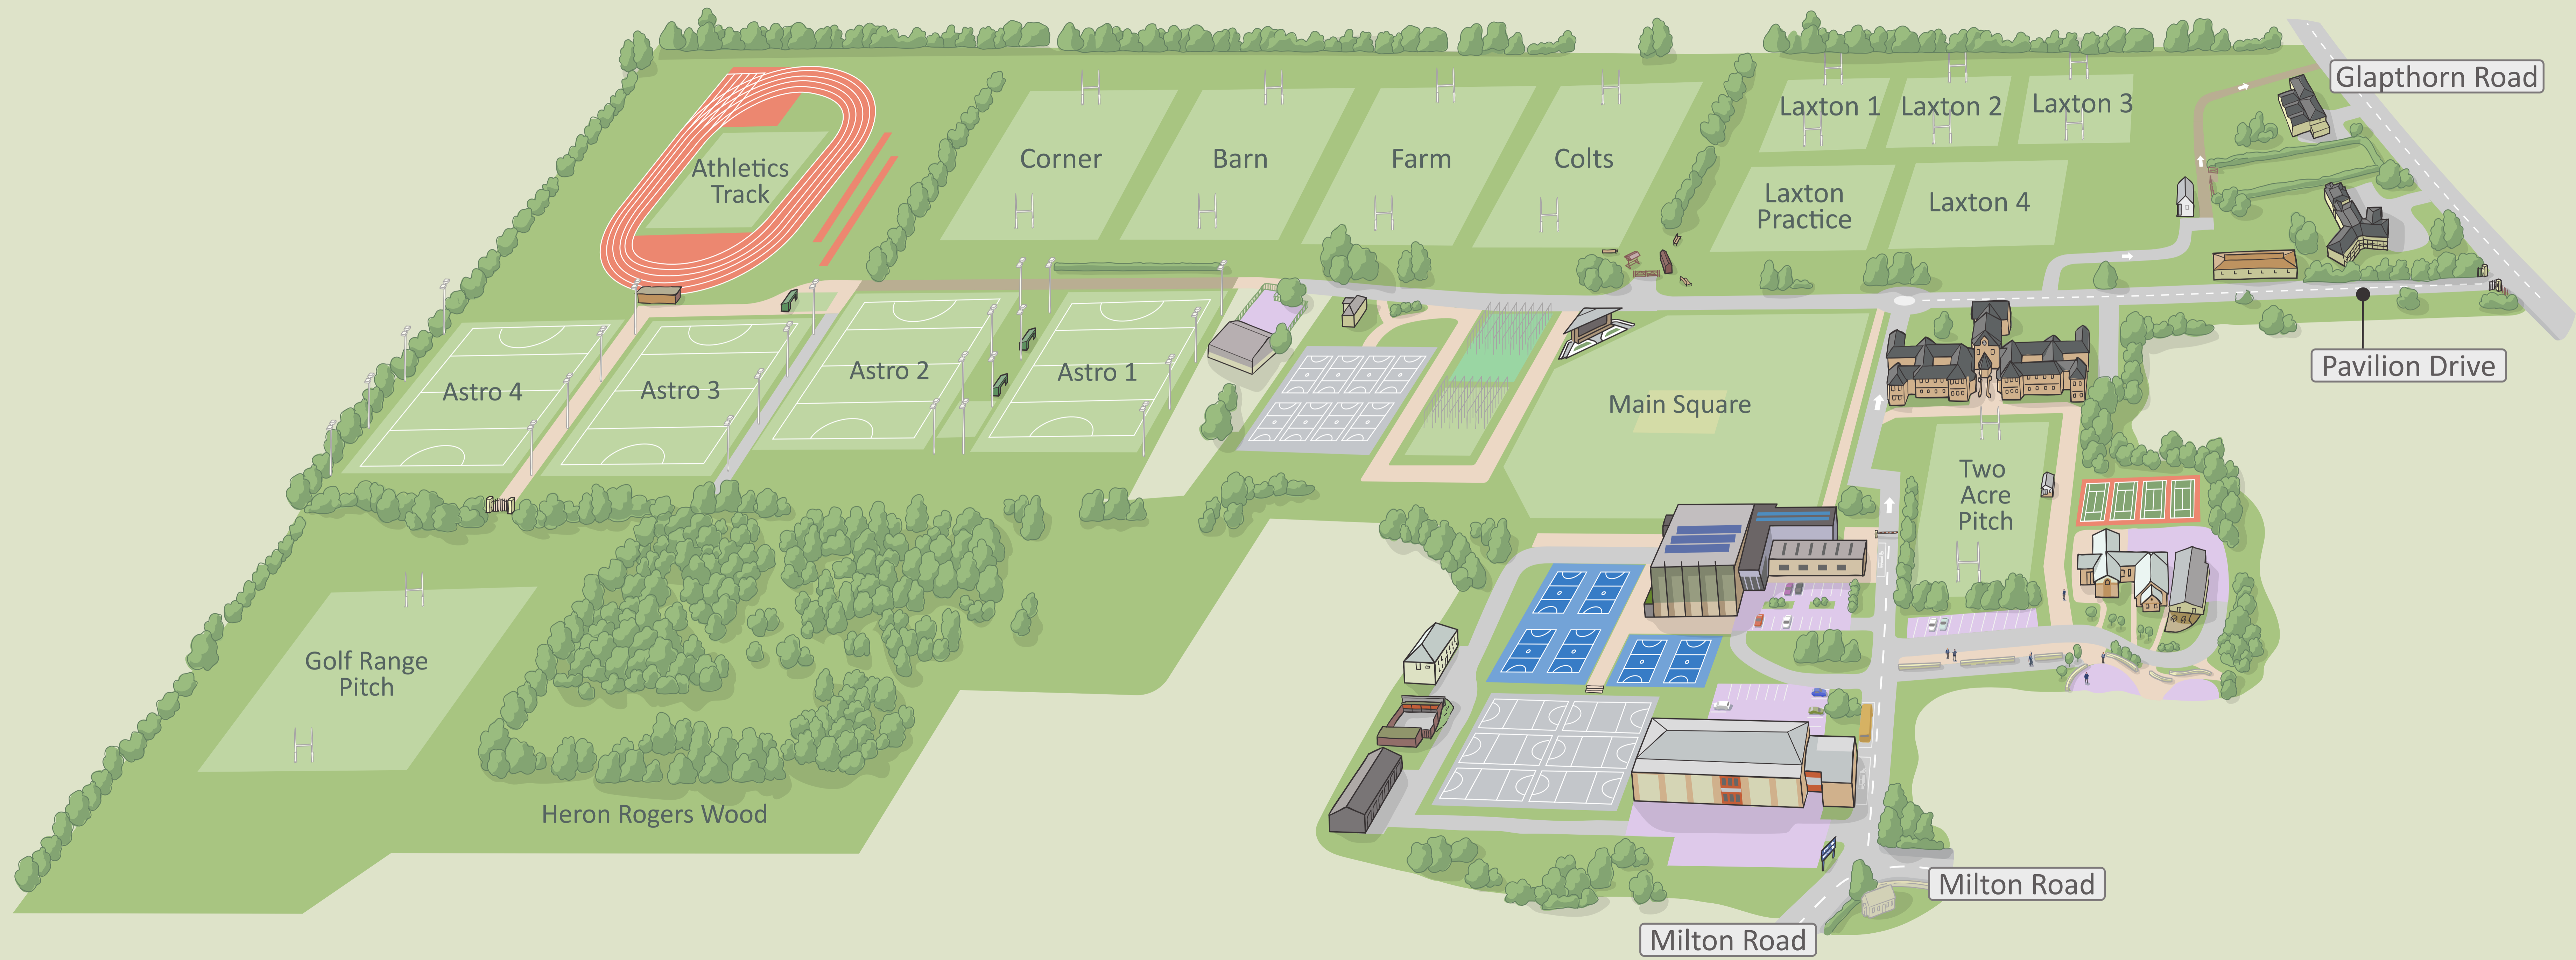 Glapthorn Road
Laxton 1
Laxton 2
Laxton 3
Corner
Barn
Farm
Colts
Athletics
Track
Laxton
Practice
Laxton 4
Pavilion Drive
Astro 4
Astro 3
Astro 2
Astro 1
Main Square
Two
Acre
Pitch
Golf Range
Pitch
Heron Rogers Wood
Milton Road
Milton Road